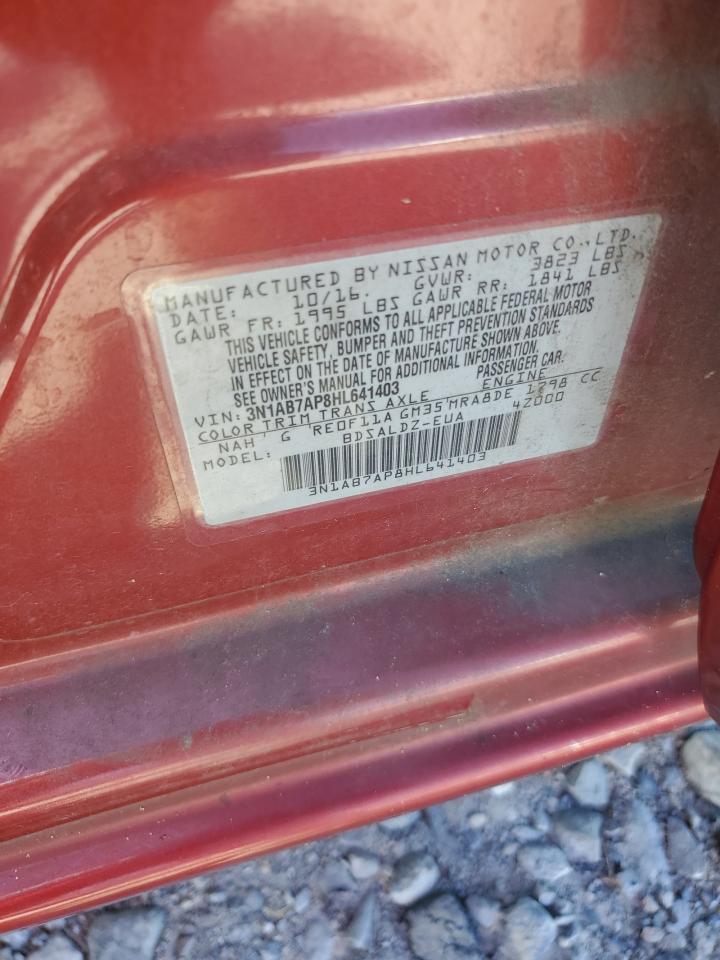 MANUFACTURED BY NISSAN MOTOR CO., LTD.
DATE: 10/16. GVWR: 3823 LBS
GAWR FR: 1995 LBS GAWR RR: 1841 LBS
THIS VEHICLE CONFORMS TO ALL APPLICABLE FEDERAL MOTOR
VEHICLE SAFETY, BUMPER AND THEFT PREVENTION STANDARDS
IN EFFECT ON THE DATE OF MANUFACTURE SHOWN ABOVE.
SEE OWNER'S MANUAL FOR ADDITIONAL INFORMATION.
VIN: 3N1AB7AP8HL641403 PASSENGER CAR.
COLOR TRIM TRANS AXLE ENGINE
NAH G RE0F11A GM35 MRA8DE 1798 CC
MODEL: BDSALDZ-EUA 4Z000
3N1AB7AP8HL641403